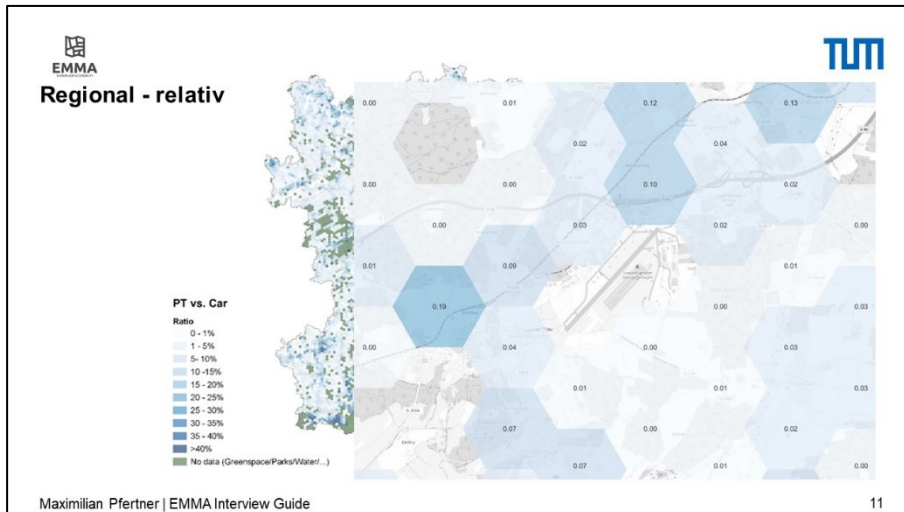 EMMA
TUM
Regional - relativ
0.00
0.01
0.12
0.13
0.02
0.04
0.00
0.00
0.10
0.02
0.00
0.03
0.02
0.00
0.01
0.09
0.01
0.19
0.00
0.03
0.00
0.04
0.00
0.03
0.01
0.01
0.03
0.07
0.00
0.02
0.07
0.01
0.00
PT vs. Car
Ratio
0 - 1%
1 - 5%
5- 10%
10 -15%
15 - 20%
20 - 25%
25 - 30%
30 - 35%
35 - 40%
>40%
No data (Greenspace/Parks/Water/...)
Maximilian Pfertner | EMMA Interview Guide
11